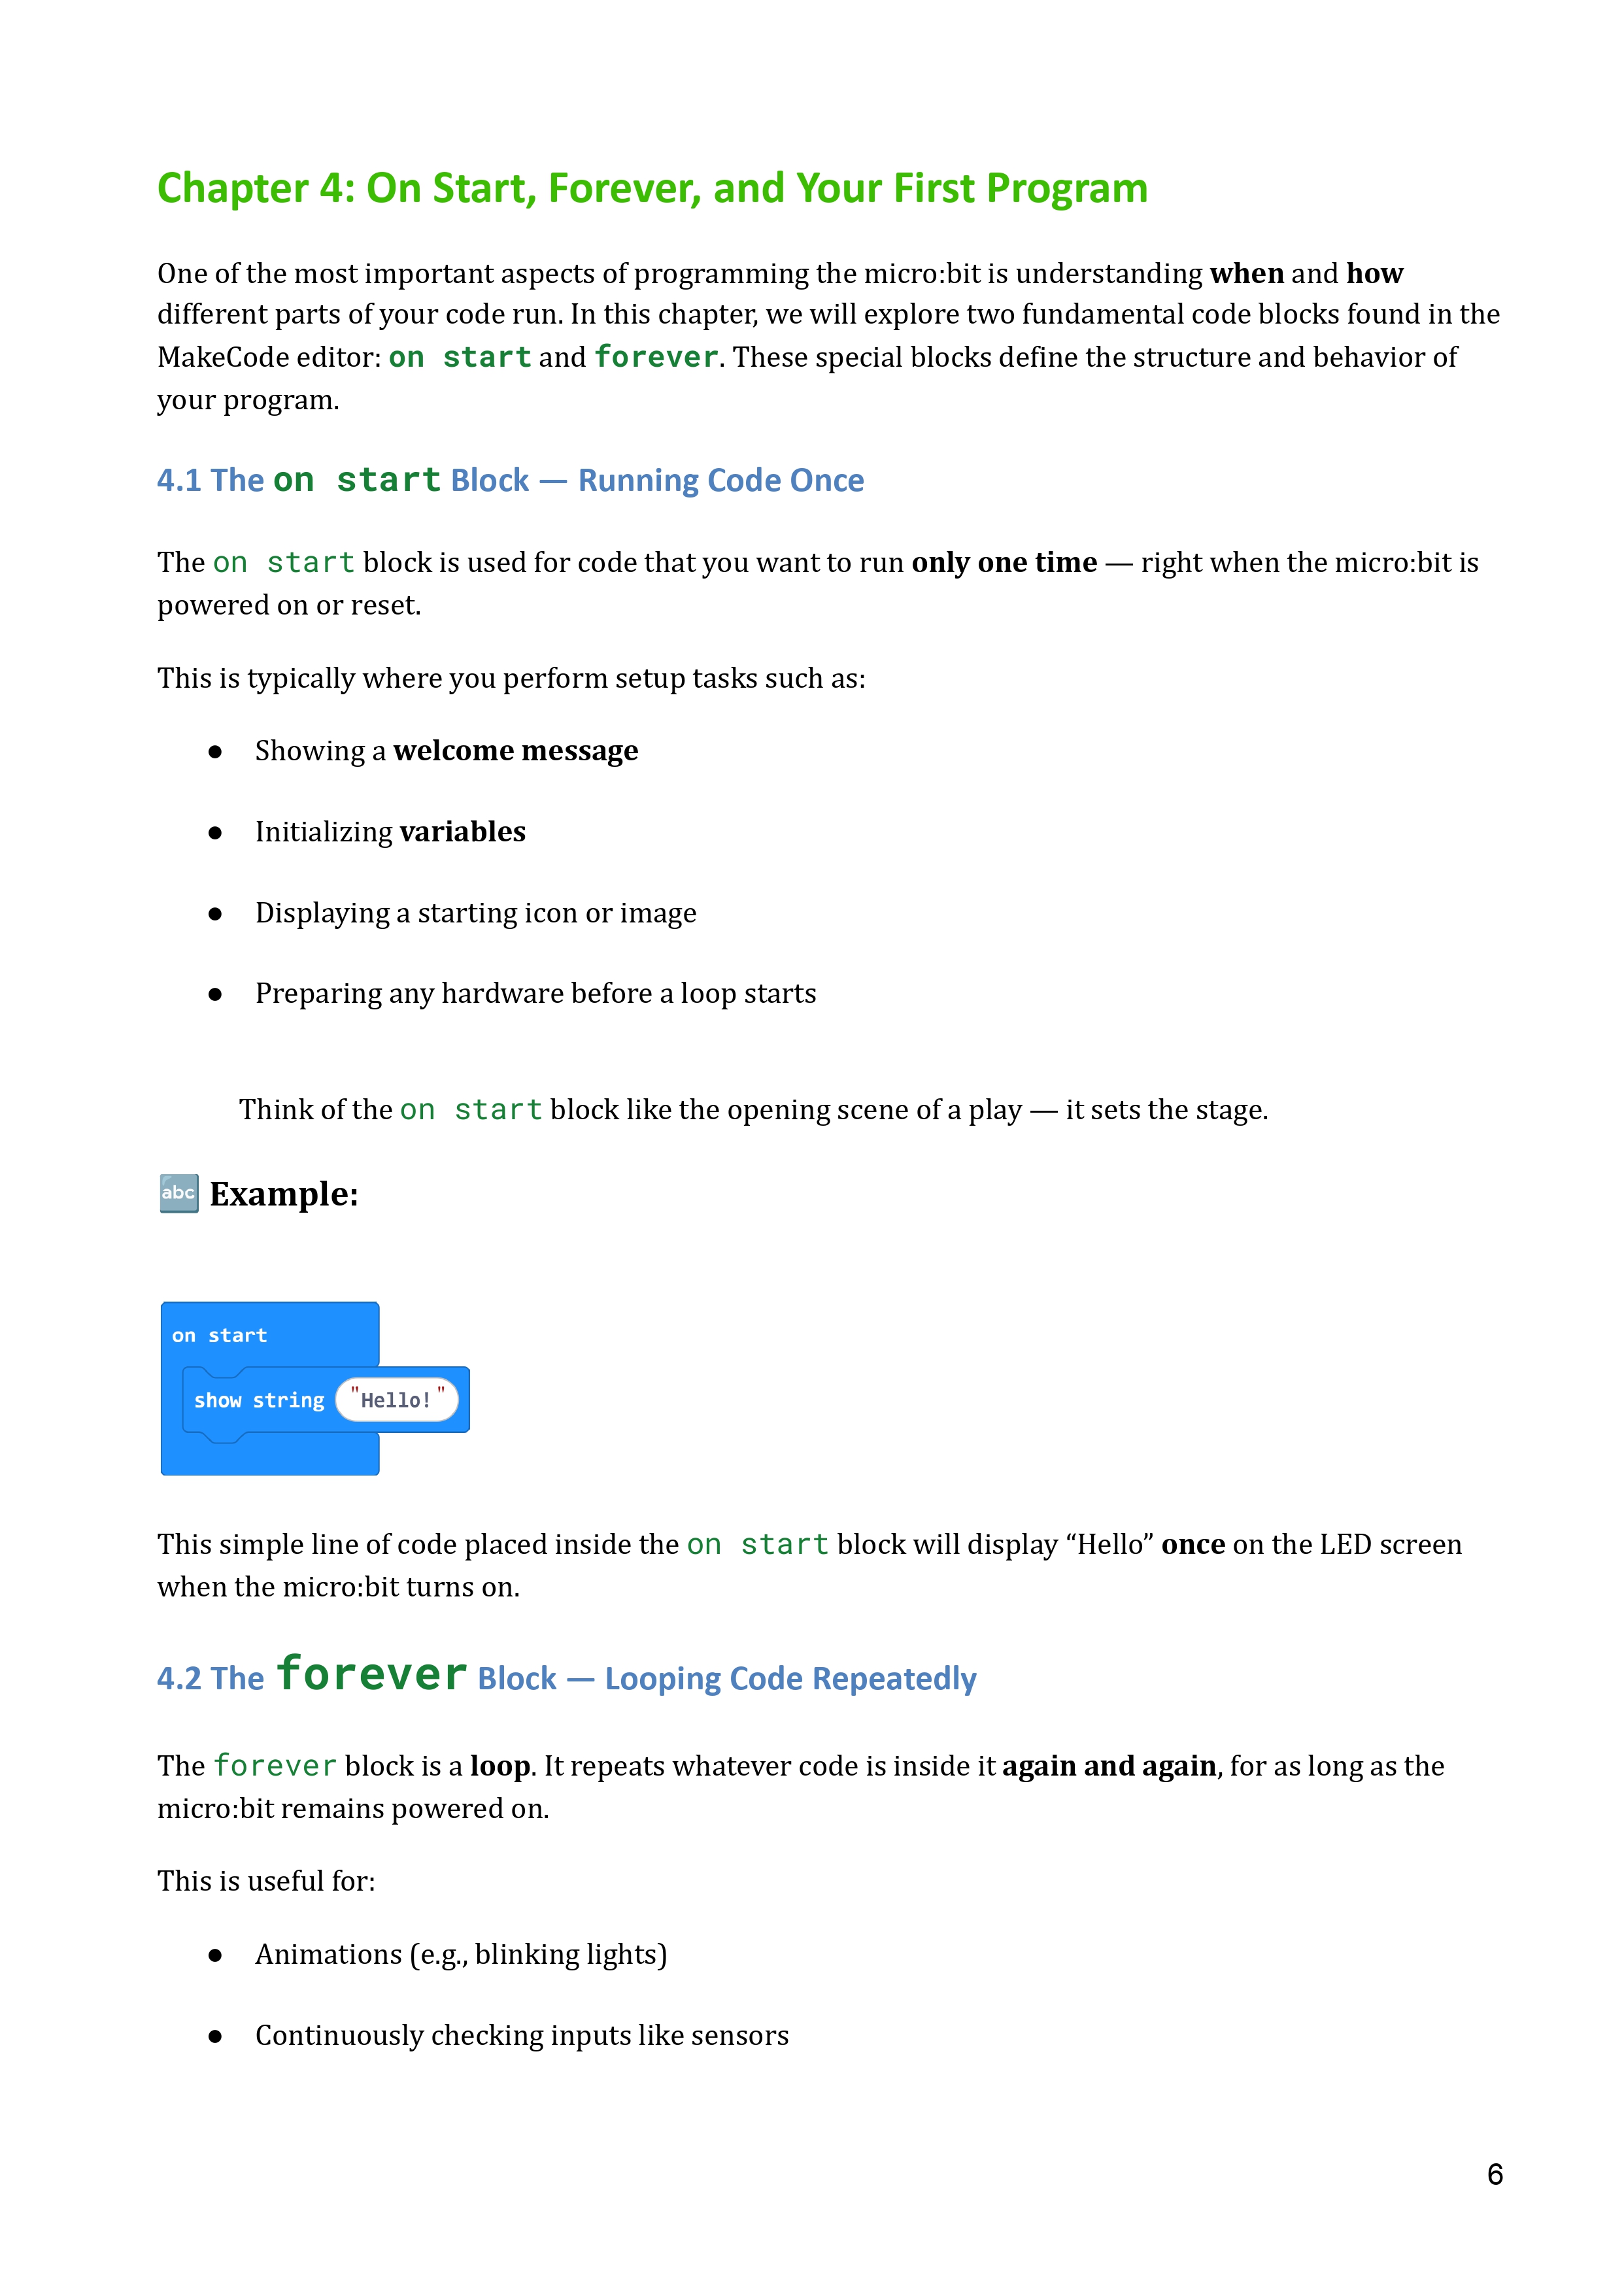 Chapter 4: On Start, Forever, and Your First Program
One of the most important aspects of programming the micro:bit is understanding when and how
different parts of your code run. In this chapter, we will explore two fundamental code blocks found in the
MakeCode editor: on start and forever. These special blocks define the structure and behavior of
your program.
4.1 The on start Block — Running Code Once
The on start block is used for code that you want to run only one time — right when the micro:bit is
powered on or reset.
This is typically where you perform setup tasks such as:
● Showing a welcome message
● Initializing variables
● Displaying a starting icon or image
● Preparing any hardware before a loop starts
Think of the on start block like the opening scene of a play — it sets the stage.
🔤 Example:
on start
show string "Hello!"
This simple line of code placed inside the on start block will display “Hello” once on the LED screen
when the micro:bit turns on.
4.2 The forever Block — Looping Code Repeatedly
The forever block is a loop. It repeats whatever code is inside it again and again, for as long as the
micro:bit remains powered on.
This is useful for:
● Animations (e.g., blinking lights)
● Continuously checking inputs like sensors
6